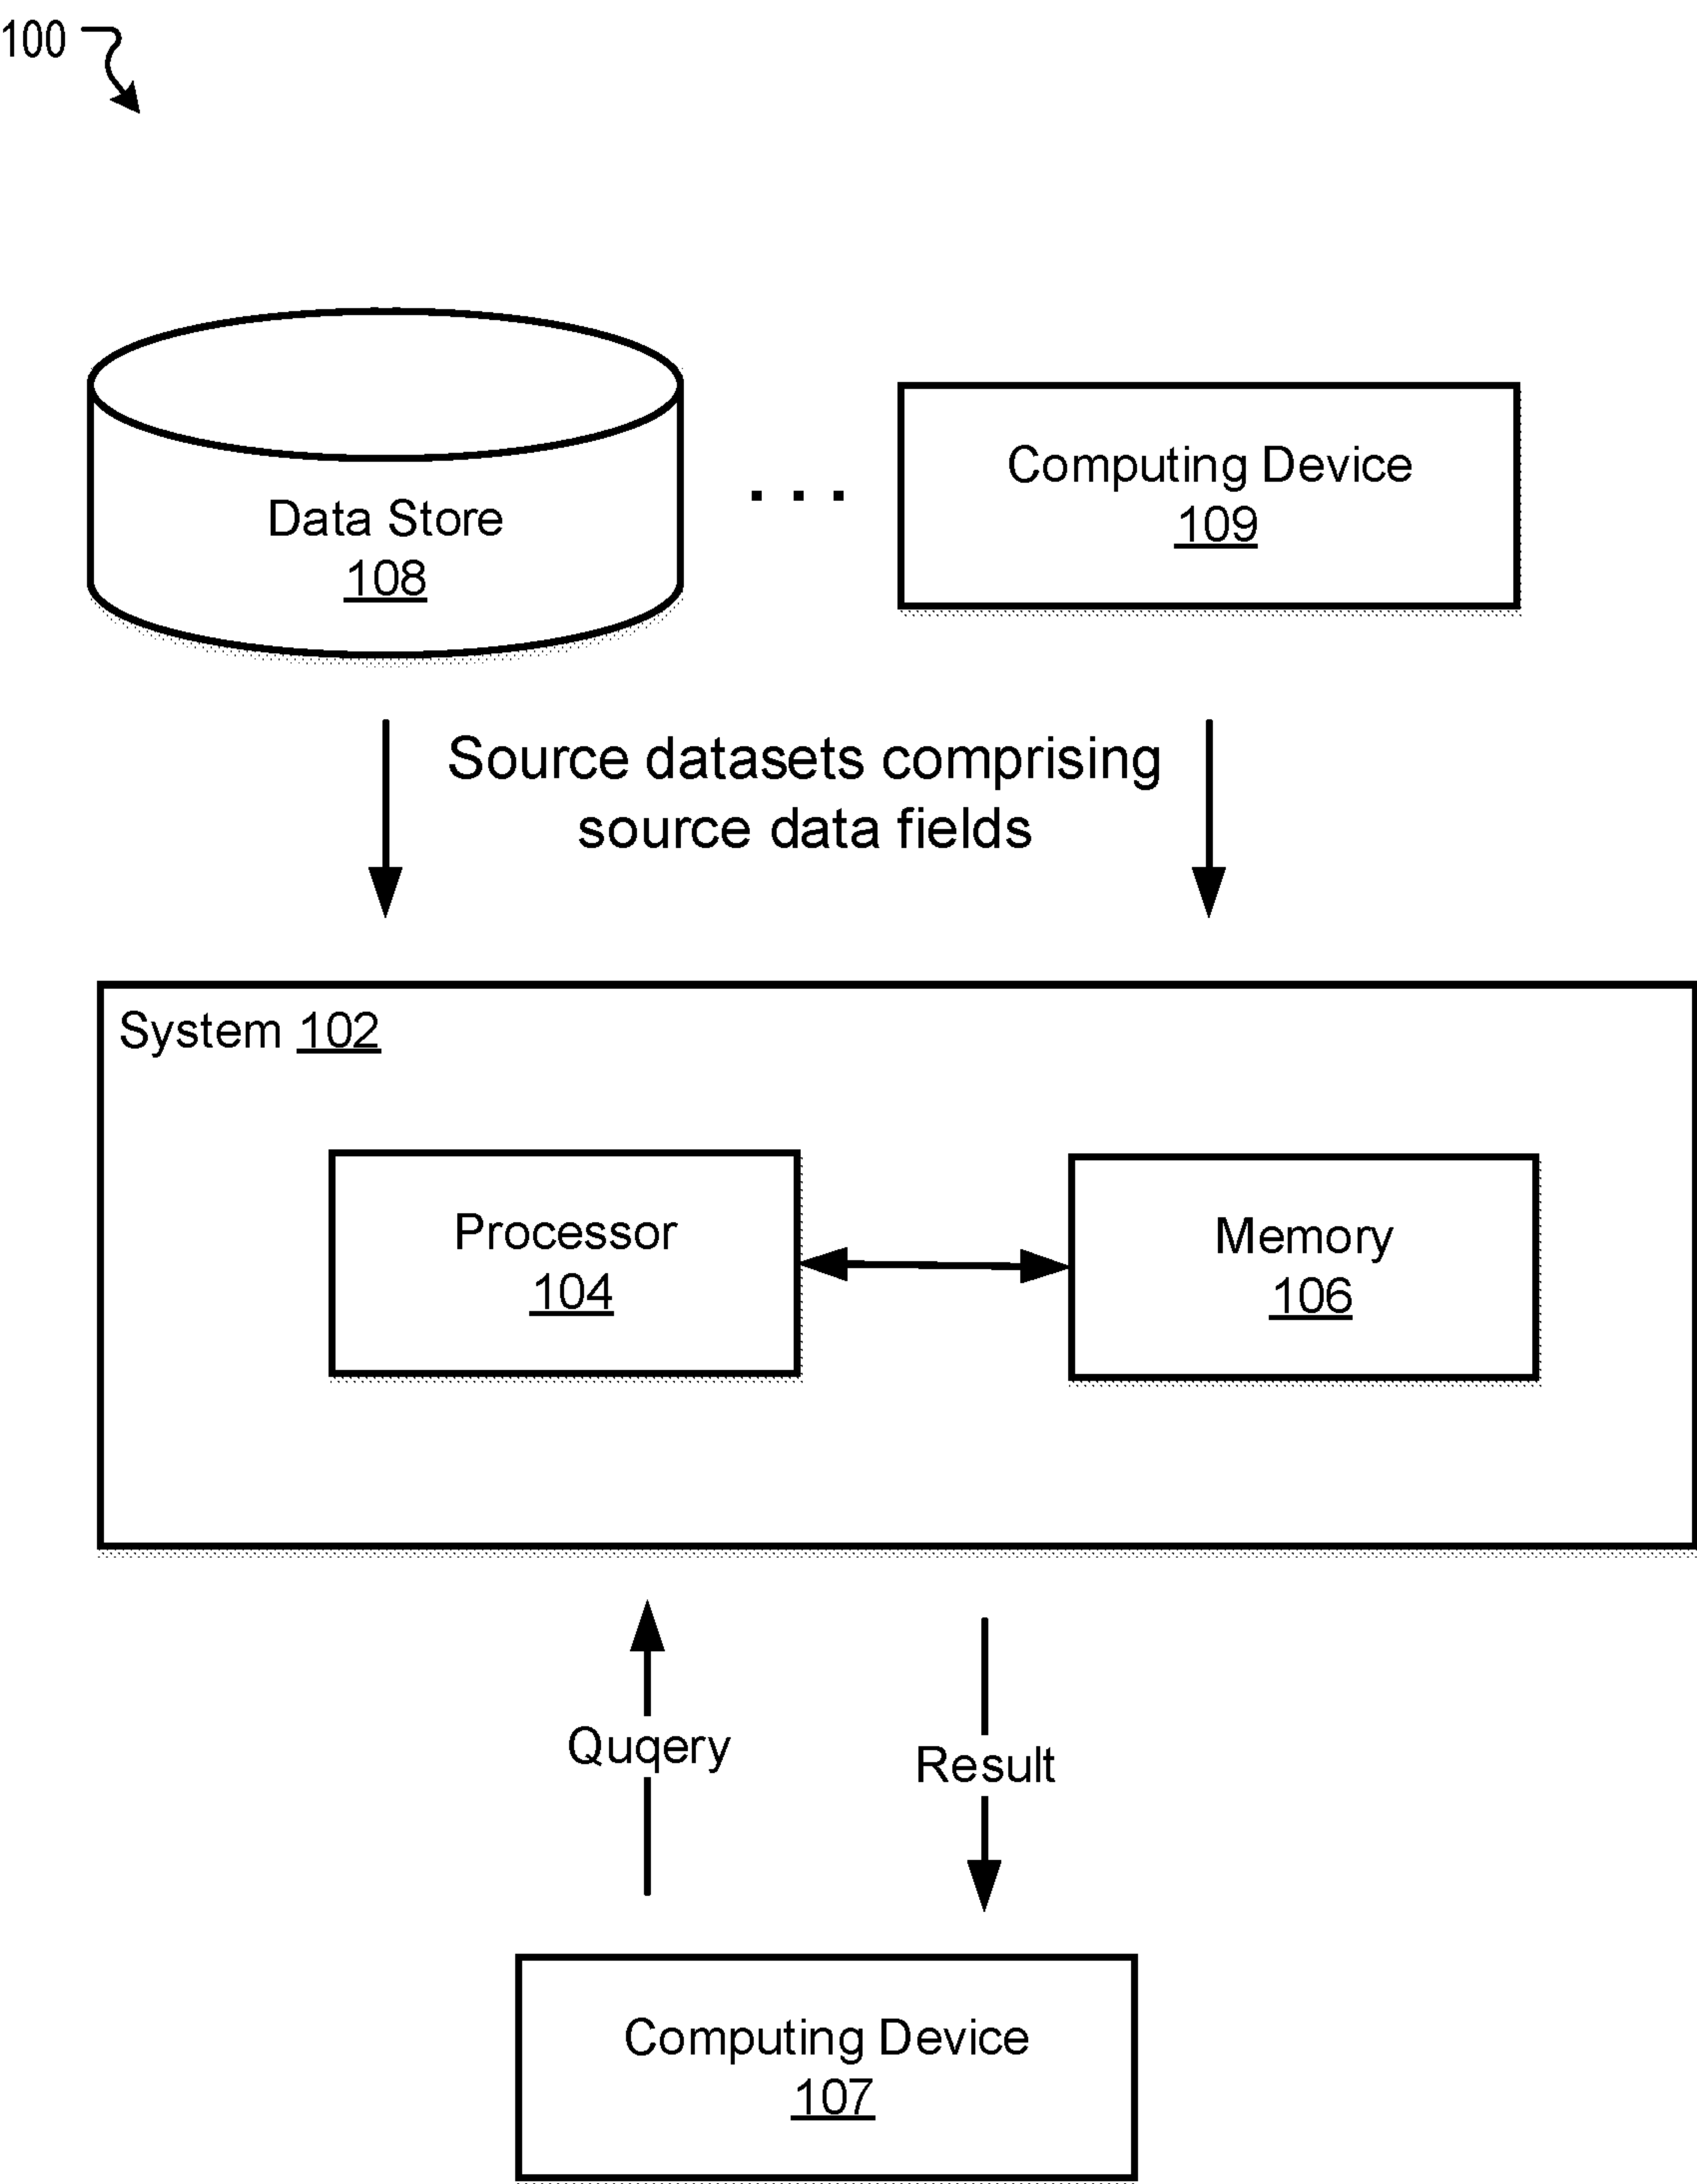 100
Data Store
108
. . .
Computing Device
109
Source datasets comprising
source data fields
System 102
Processor
104
Memory
106
Quqery
Result
Computing Device
107